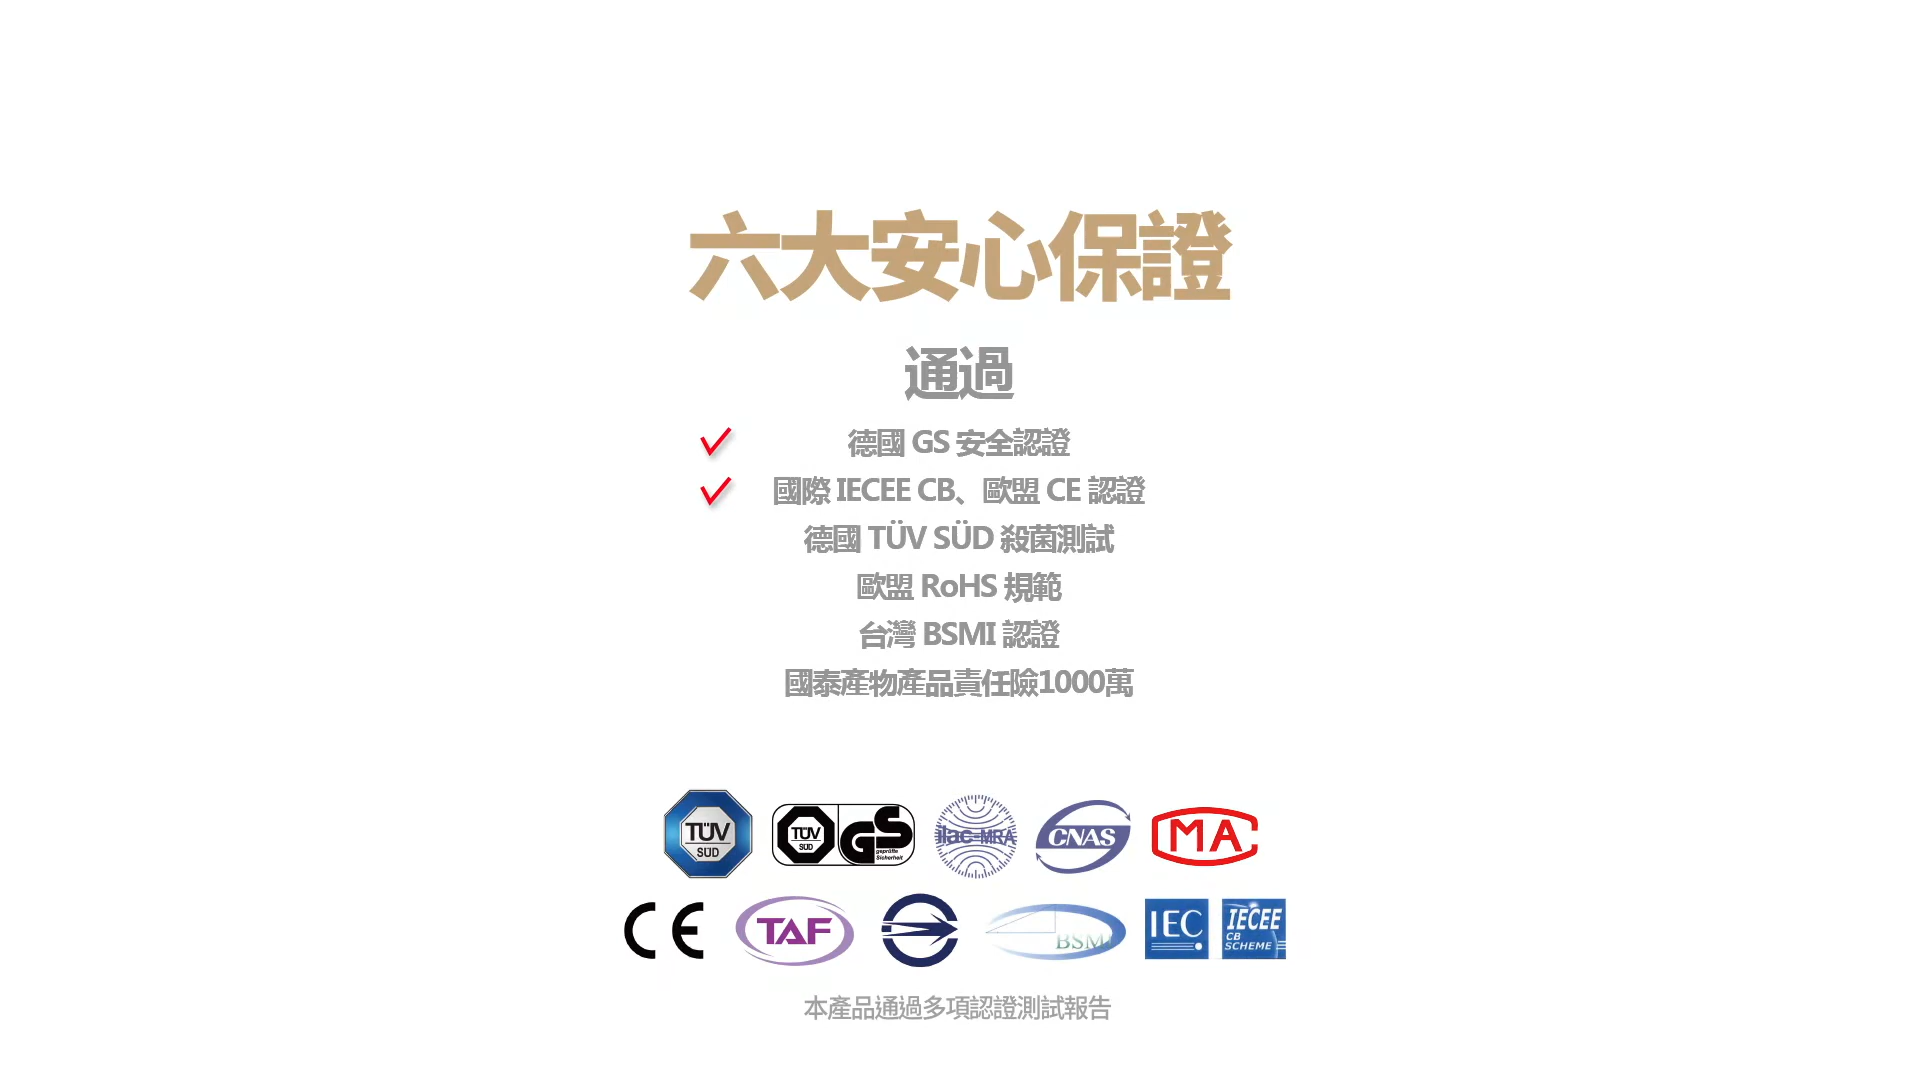 六大安心保證
通過
德國 GS 安全認證
國際 IECEE CB、歐盟 CE 認證
德國 TÜV SÜD 殺菌測試
歐盟 RoHS 規範
台灣 BSMI 認證
國泰產物產品責任險1000萬
TÜV SÜD
TÜV SÜD GS geprüfte Sicherheit
ilac-MRA
CNAS
MA
CE
TAF
BSMI
IEC
IECEE CB SCHEME
本產品通過多項認證測試報告